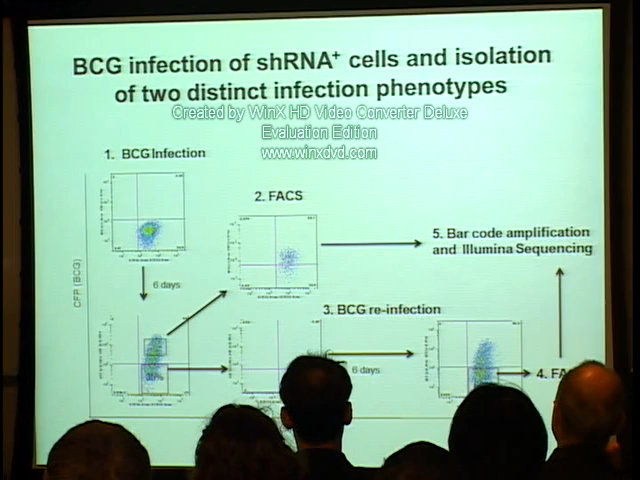 BCG infection of shRNA+ cells and isolation
of two distinct infection phenotypes
Created by WinX HD Video Converter Deluxe
Evaluation Edition
www.winxdvd.com
1. BCG Infection
2. FACS
5. Bar code amplification
and Illumina Sequencing
CFP (BCG)
6 days
3. BCG re-infection
6 days
4. FA